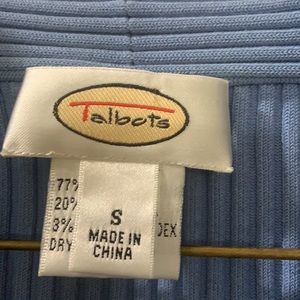 Talbots
77%
20%
3%
DRY
S
MADE IN
CHINA
DEX